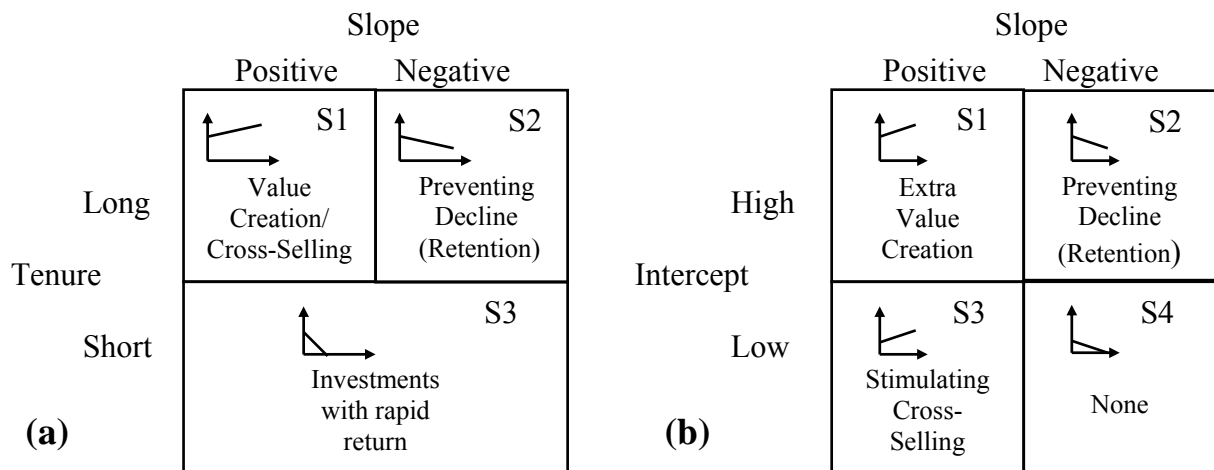 Slope
Positive Negative
S1
S2
Value
Creation/
Cross-Selling
Preventing
Decline
(Retention)
Long
Tenure
Short
S3
Investments
with rapid
return
(a)
Slope
Positive Negative
S1
S2
Extra
Value
Creation
Preventing
Decline
(Retention)
High
Intercept
Low
S3
S4
Stimulating
Cross-
Selling
None
(b)